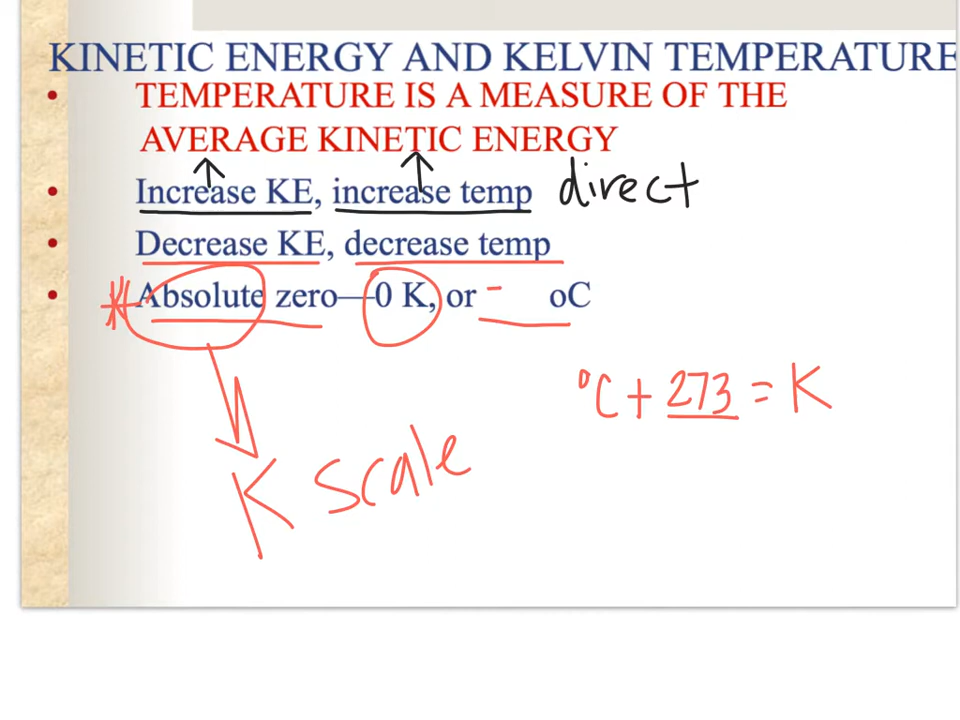 KINETIC ENERGY AND KELVIN TEMPERATURE
• TEMPERATURE IS A MEASURE OF THE
AVERAGE KINETIC ENERGY
• Increase KE, increase temp direct
• Decrease KE, decrease temp
• Absolute zero—0 K, or - oC
°C + 273 = K
K scale